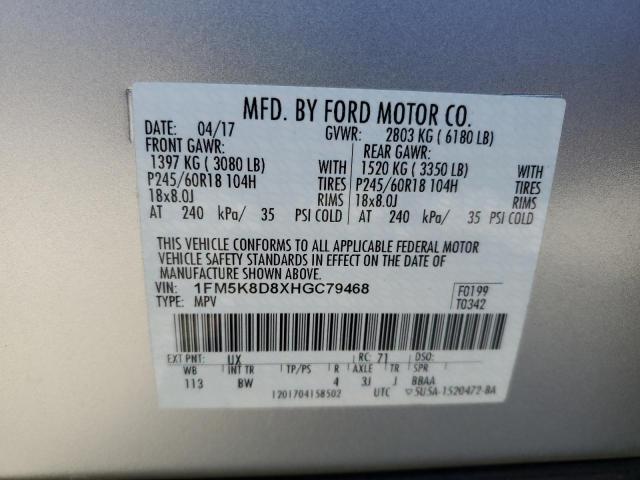 MFD. BY FORD MOTOR CO.
DATE: 04/17 GVWR: 2803 KG ( 6180 LB)
FRONT GAWR: REAR GAWR:
1397 KG ( 3080 LB) WITH 1520 KG ( 3350 LB) WITH
P245/60R18 104H TIRES P245/60R18 104H TIRES
18x8.0J RIMS 18x8.0J RIMS
AT 240 kPa/ 35 PSI COLD AT 240 kPa/ 35 PSI COLD
THIS VEHICLE CONFORMS TO ALL APPLICABLE FEDERAL MOTOR
VEHICLE SAFETY STANDARDS IN EFFECT ON THE DATE OF
MANUFACTURE SHOWN ABOVE.
VIN: 1FM5K8D8XHGC79468 F0199
TYPE: MPV T0342
EXT PNT: UX RC: 71 DSO:
WB INT TR TP/PS R AXLE TR SPR
113 BW 4 3J J BBAA
1201704158502 UTC ▽5USA-1520472-BA